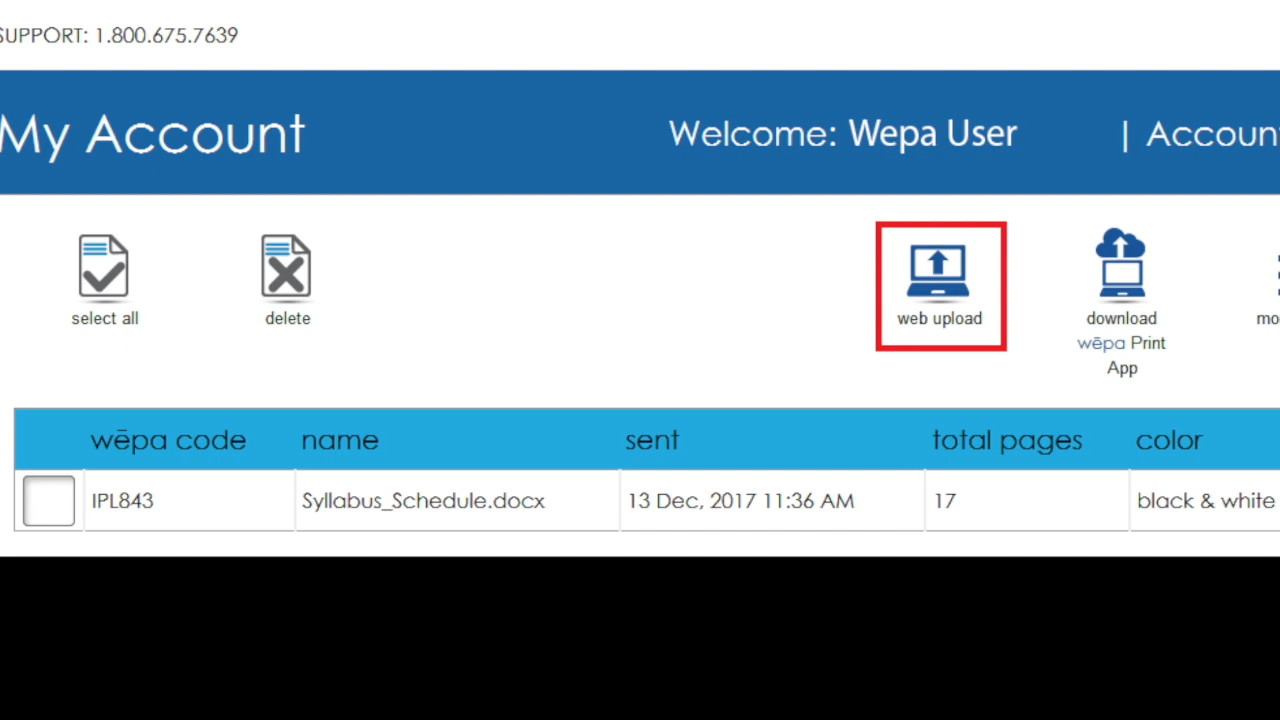 SUPPORT: 1.800.675.7639
My Account
Welcome: Wepa User | Accoun
select all
delete
web upload
download
wēpa Print
App
mo
wēpa code name sent total pages color
IPL843 Syllabus_Schedule.docx 13 Dec, 2017 11:36 AM 17 black & white